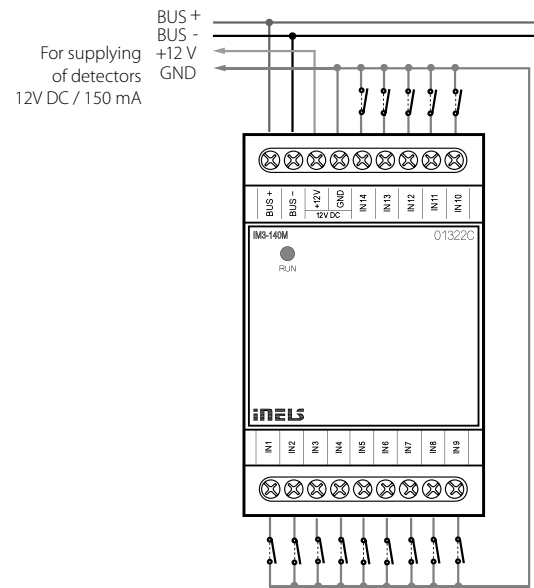 BUS +
BUS -
For supplying +12 V
of detectors GND
12V DC / 150 mA
BUS + BUS – +12V GND IN14 IN13 IN12 IN11 IN10
12V DC
IM3-140M 01322C
RUN
iNELS
IN1 IN2 IN3 IN4 IN5 IN6 IN7 IN8 IN9